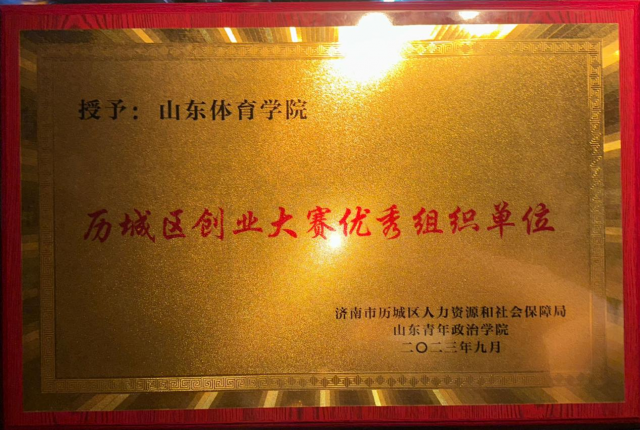 授予：山东体育学院
历城区创业大赛优秀组织单位
济南市历城区人力资源和社会保障局
山东青年政治学院
二〇二三年九月